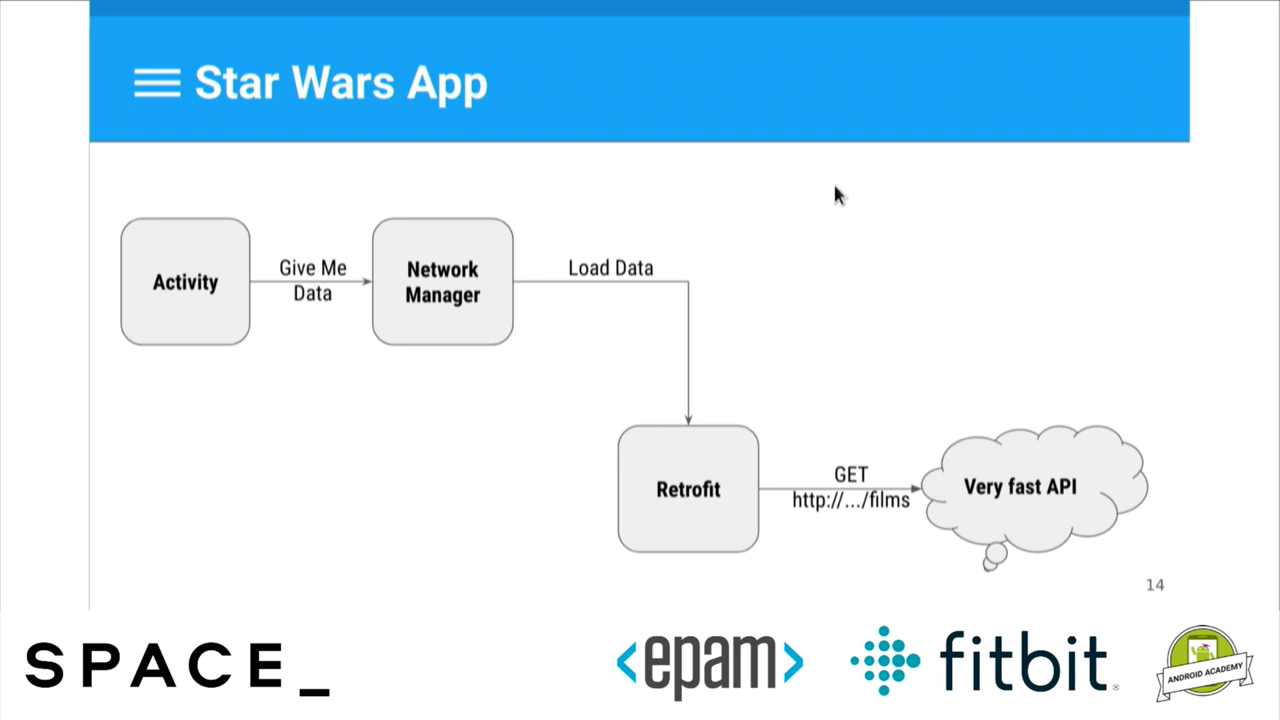 Star Wars App
Activity
Give Me
Data
Network
Manager
Load Data
Retrofit
GET
http://.../films
Very fast API
14
SPACE_
<epam>
fitbit®
ANDROID ACADEMY